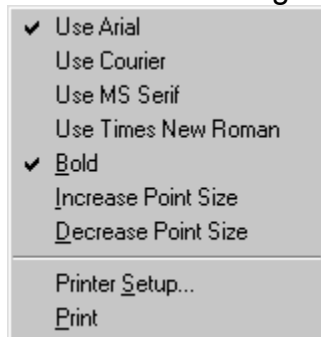 Use Arial
Use Courier
Use MS Serif
Use Times New Roman
Bold
Increase Point Size
Decrease Point Size
Printer Setup...
Print